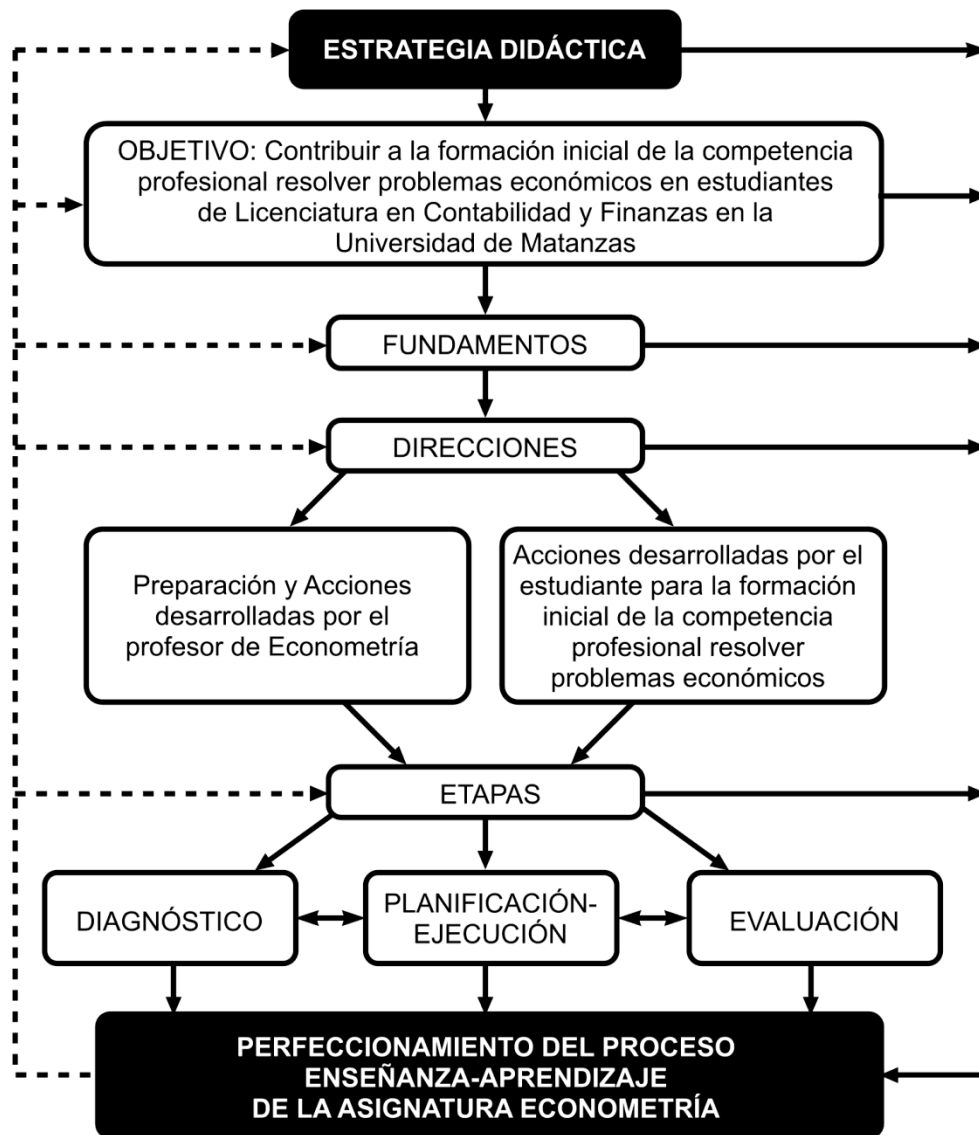 ESTRATEGIA DIDÁCTICA
OBJETIVO: Contribuir a la formación inicial de la competencia
profesional resolver problemas económicos en estudiantes
de Licenciatura en Contabilidad y Finanzas en la
Universidad de Matanzas
FUNDAMENTOS
DIRECCIONES
Preparación y Acciones
desarrolladas por el
profesor de Econometría
Acciones desarrolladas por el
estudiante para la formación
inicial de la competencia
profesional resolver
problemas económicos
ETAPAS
DIAGNÓSTICO
PLANIFICACIÓN-
EJECUCIÓN
EVALUACIÓN
PERFECCIONAMIENTO DEL PROCESO
ENSEÑANZA-APRENDIZAJE
DE LA ASIGNATURA ECONOMETRÍA